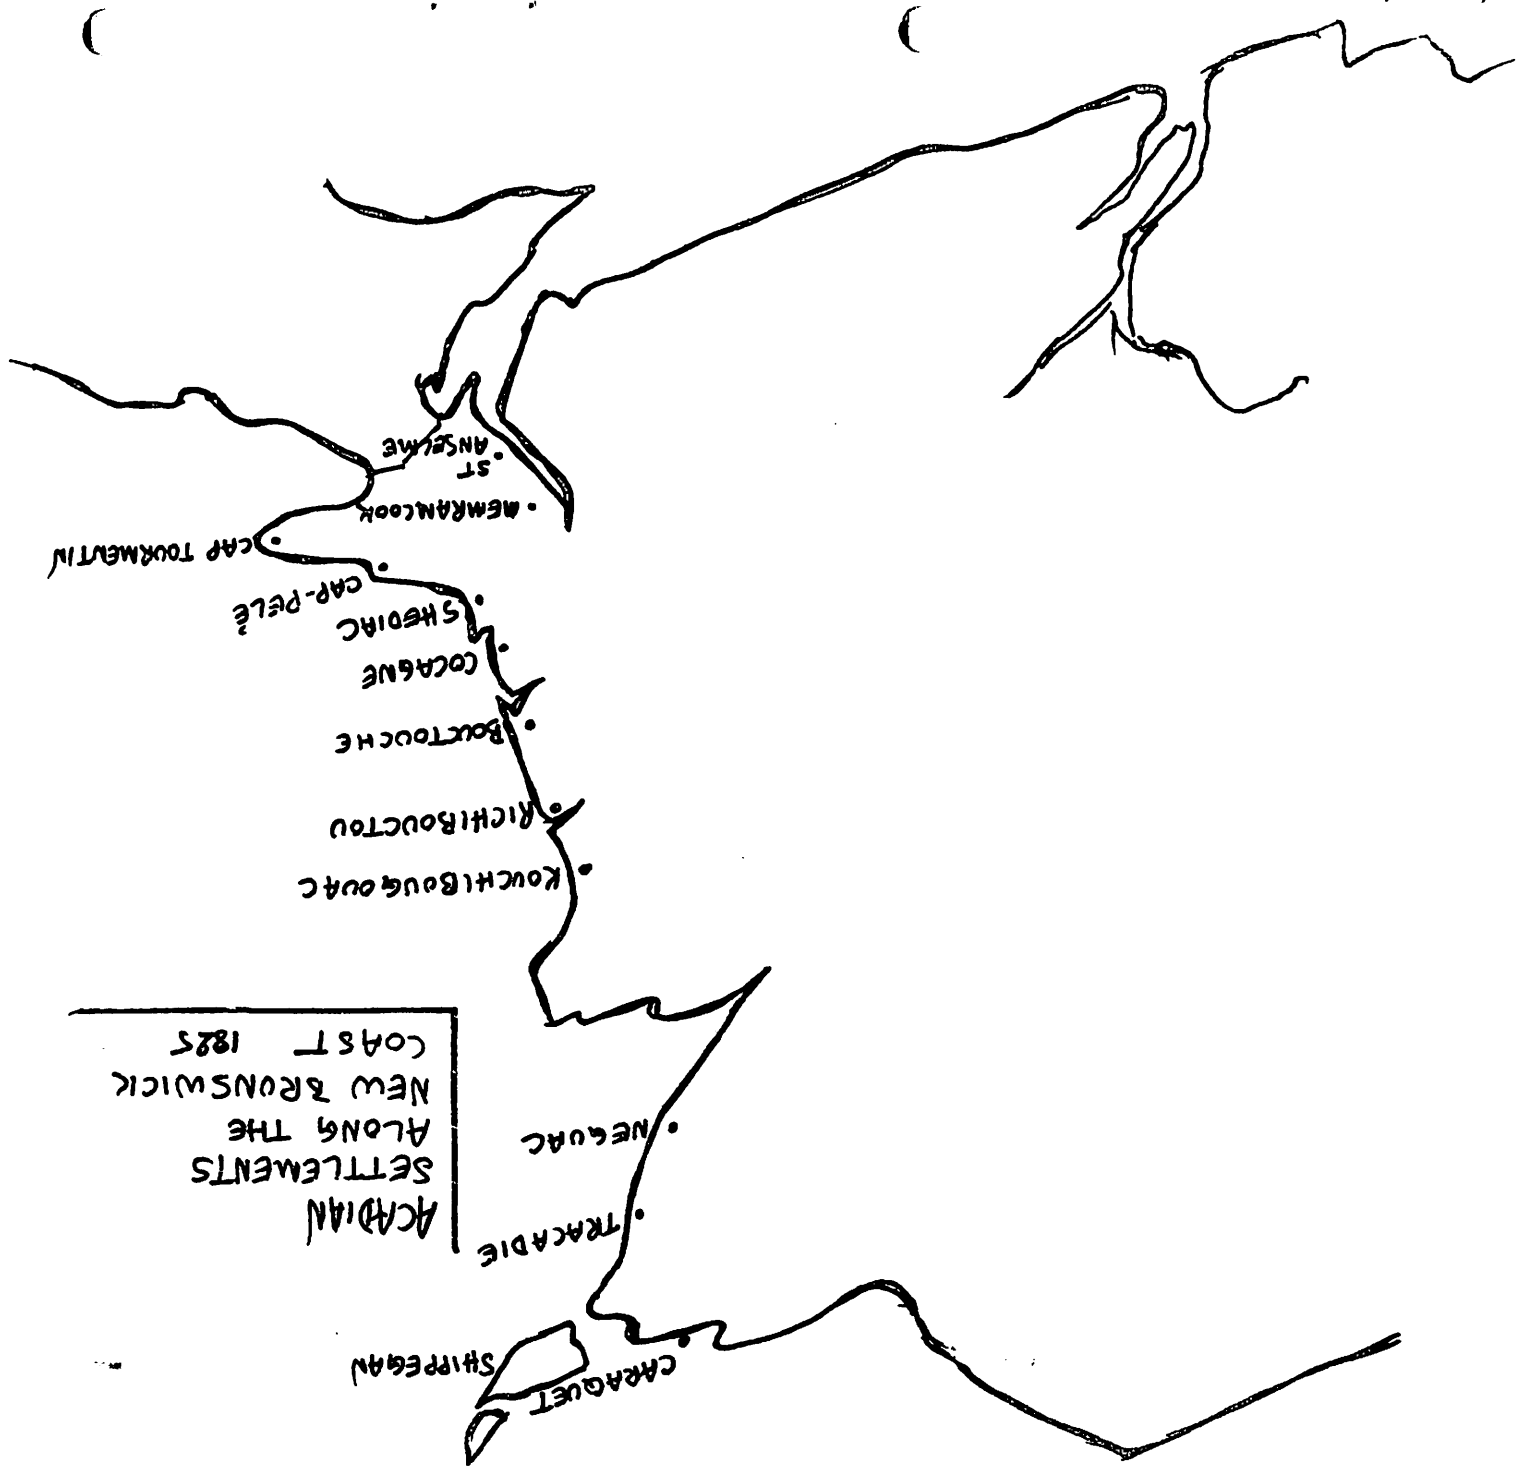 CARAQUET
SHIPPEGAN
TRACADIE
NEGUAC
ACADIAN
SETTLEMENTS
ALONG THE
NEW BRUNSWICK
COAST 1825
KOUCHIBOUGOUAC
RICHIBOUCTOU
BOUCTOUCHE
COCAGNE
SHEDIAC
CAP-PELÉ
CAP TOURMENTIN
MEMRAMCOOK
ST
ANSELME